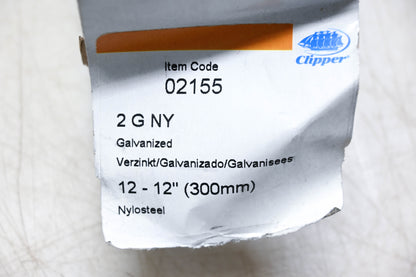 Item Code
Clipper
02155
2 G NY
Galvanized
Verzinkt/Galvanizado/Galvanisees
12 - 12" (300mm)
Nylosteel